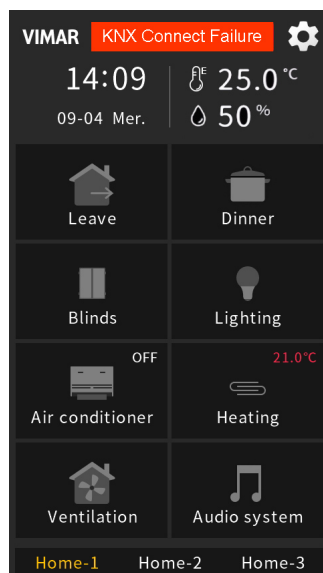 VIMAR KNX Connect Failure
14:09 E 25.0 °C
09-04 Mer. 50 %
Leave Dinner
Blinds Lighting
OFF 21.0°C
Air conditioner Heating
Ventilation Audio system
Home-1 Home-2 Home-3